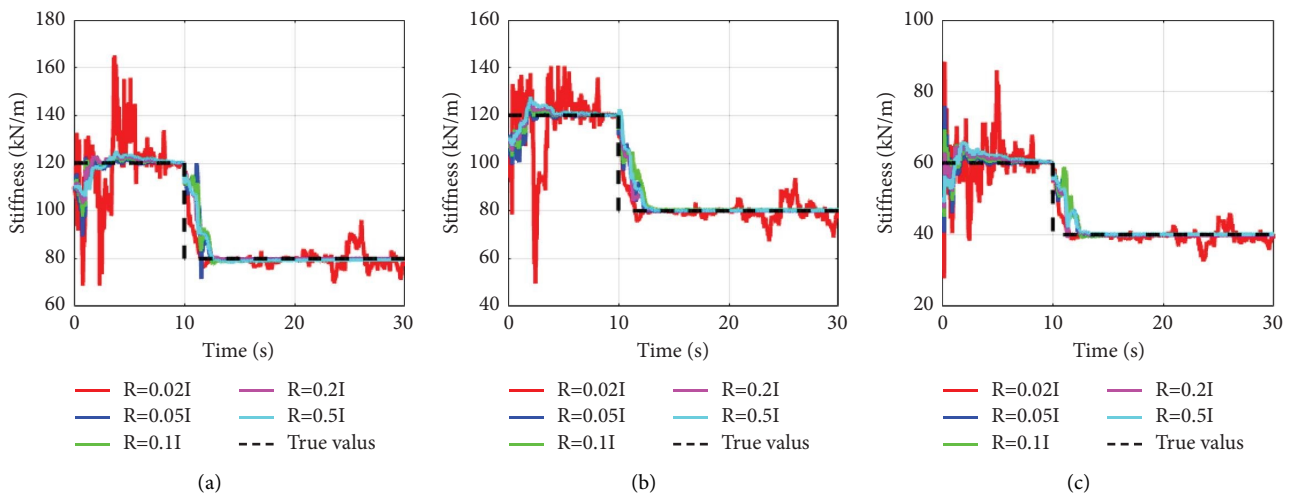 180
160
140
120
100
80
60
Stiffness (kN/m)
0 10 20 30
Time (s)
R=0.02I R=0.2I
R=0.05I R=0.5I
R=0.1I True valus
(a)
160
140
120
100
80
60
40
Stiffness (kN/m)
0 10 20 30
Time (s)
R=0.02I R=0.2I
R=0.05I R=0.5I
R=0.1I True valus
(b)
100
80
60
40
20
Stiffness (kN/m)
0 10 20 30
Time (s)
R=0.02I R=0.2I
R=0.05I R=0.5I
R=0.1I True valus
(c)